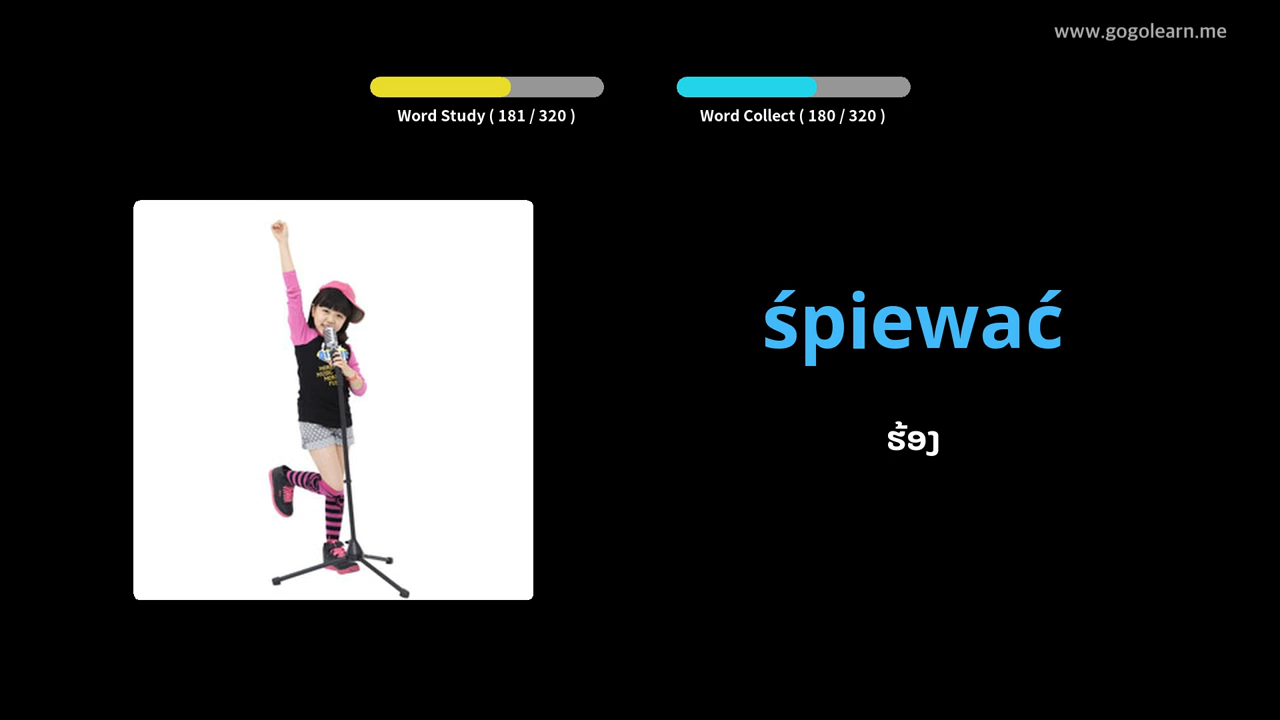 www.gogolearn.me
Word Study ( 181 / 320 )
Word Collect ( 180 / 320 )
śpiewać
ຮ້ອງ